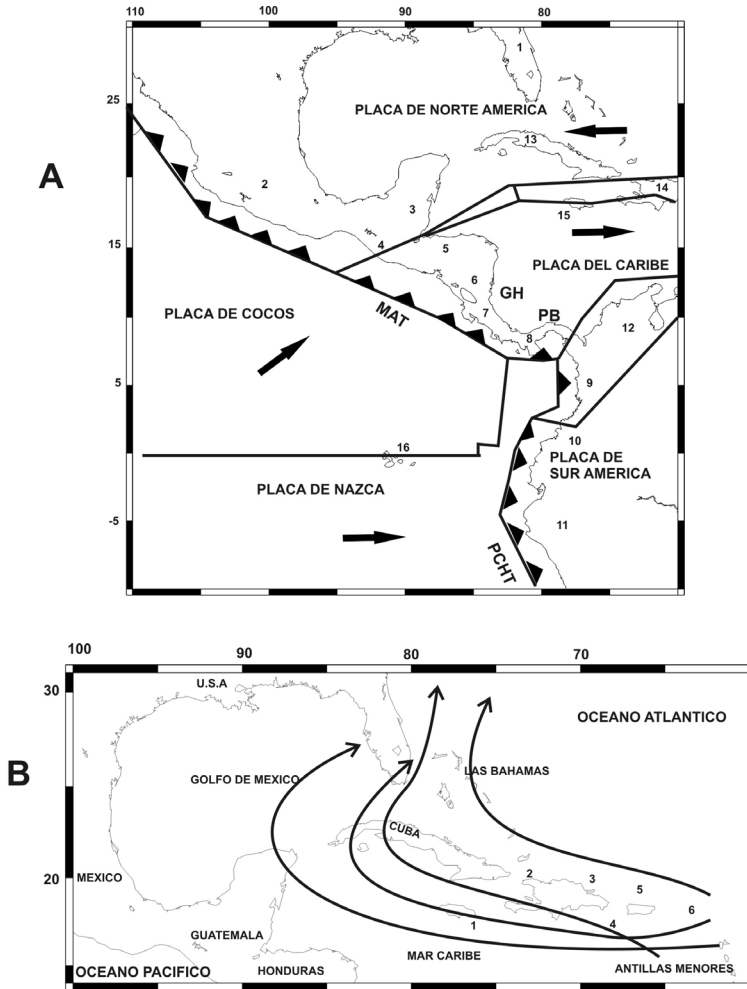 110 100 90 80
1
25
PLACA DE NORTE AMERICA
13
A
2
14
3
15
4
5
15
PLACA DEL CARIBE
6
GH
PLACA DE COCOS
7
PB
MAT
12
8
5
9
10
16
PLACA DE
SUR AMERICA
PLACA DE NAZCA
-5
11
PCHT
100 90 80 70
30
U.S.A
OCEANO ATLANTICO
B
GOLFO DE MEXICO
LAS BAHAMAS
CUBA
20
MEXICO
2
3
5
6
1
4
GUATEMALA
MAR CARIBE
OCEANO PACIFICO
HONDURAS
ANTILLAS MENORES